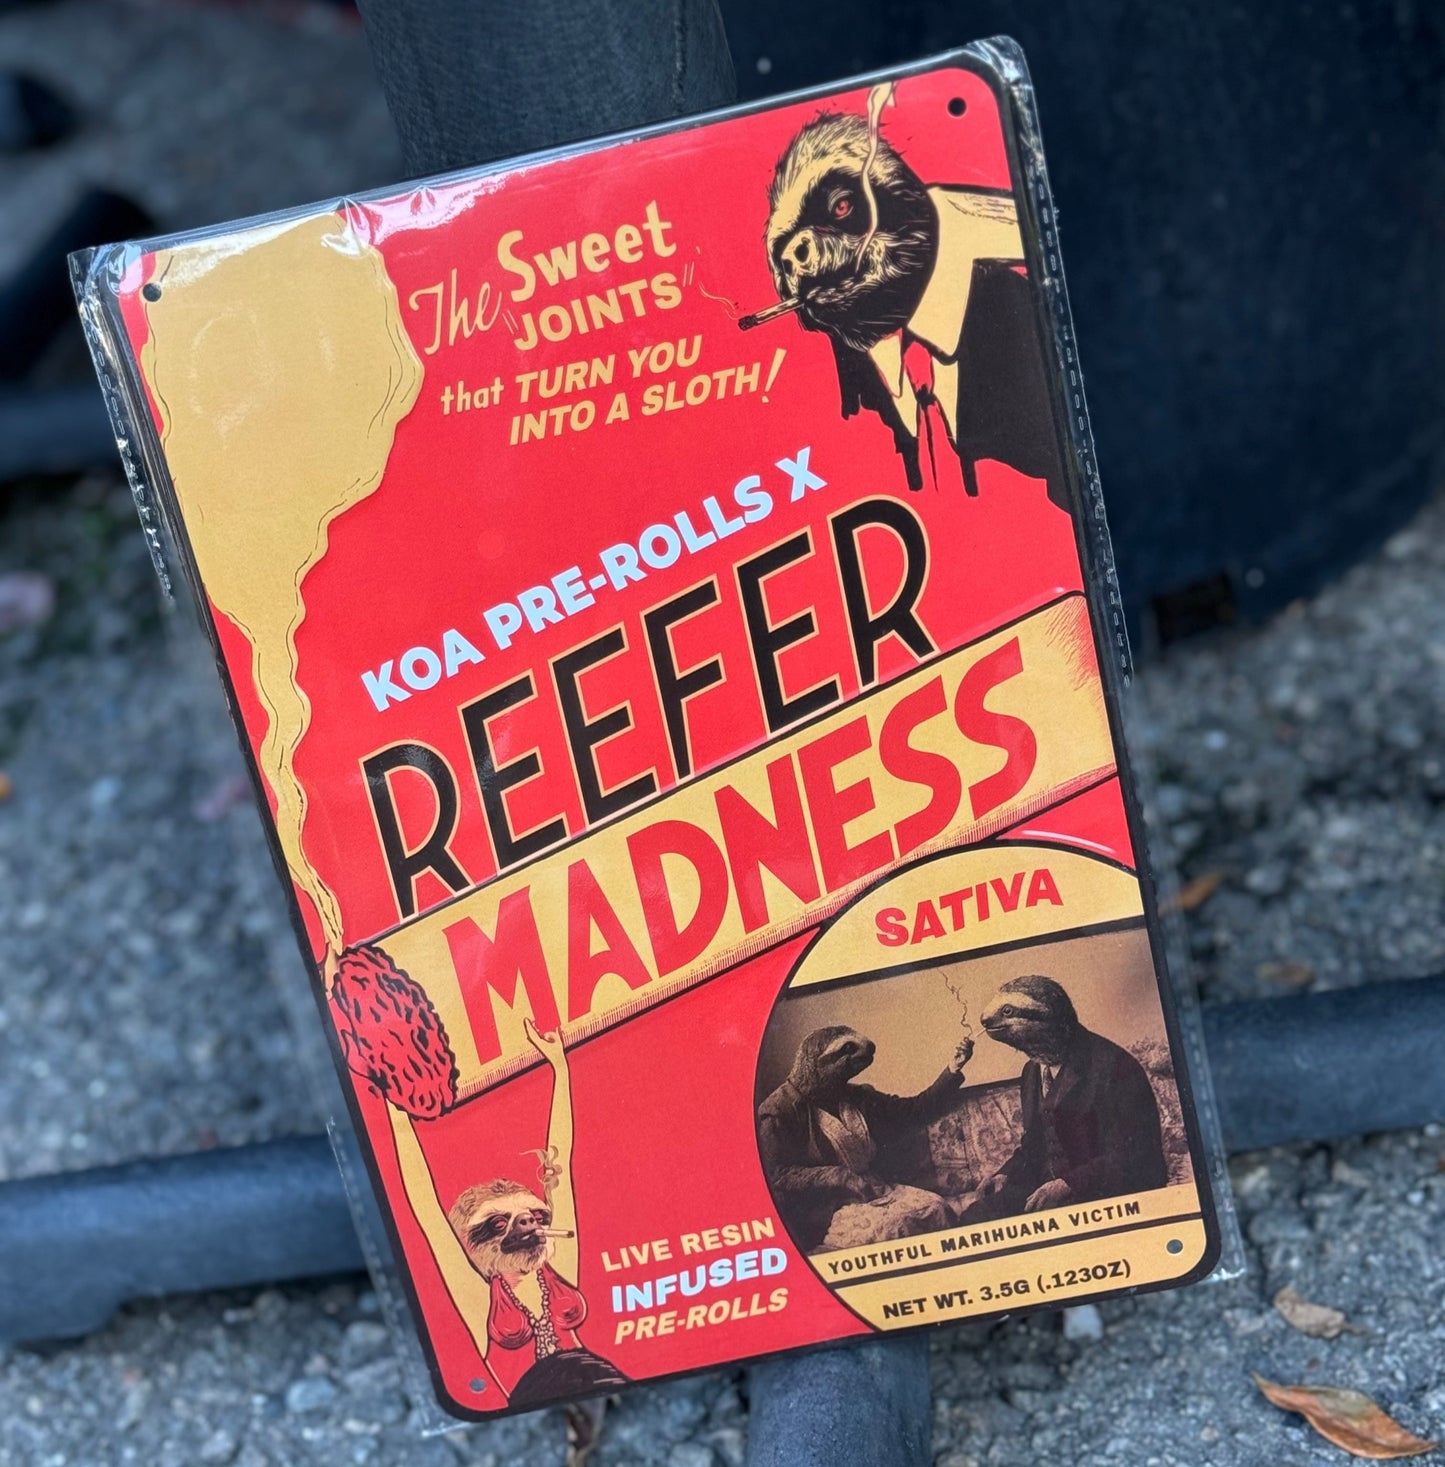 The Sweet
"JOINTS"
that TURN YOU
INTO A SLOTH!
KOA PRE-ROLLS X
REEFER
MADNESS
SATIVA
YOUTHFUL MARIHUANA VICTIM
NET WT. 3.5G (.123OZ)
LIVE RESIN
INFUSED
PRE-ROLLS